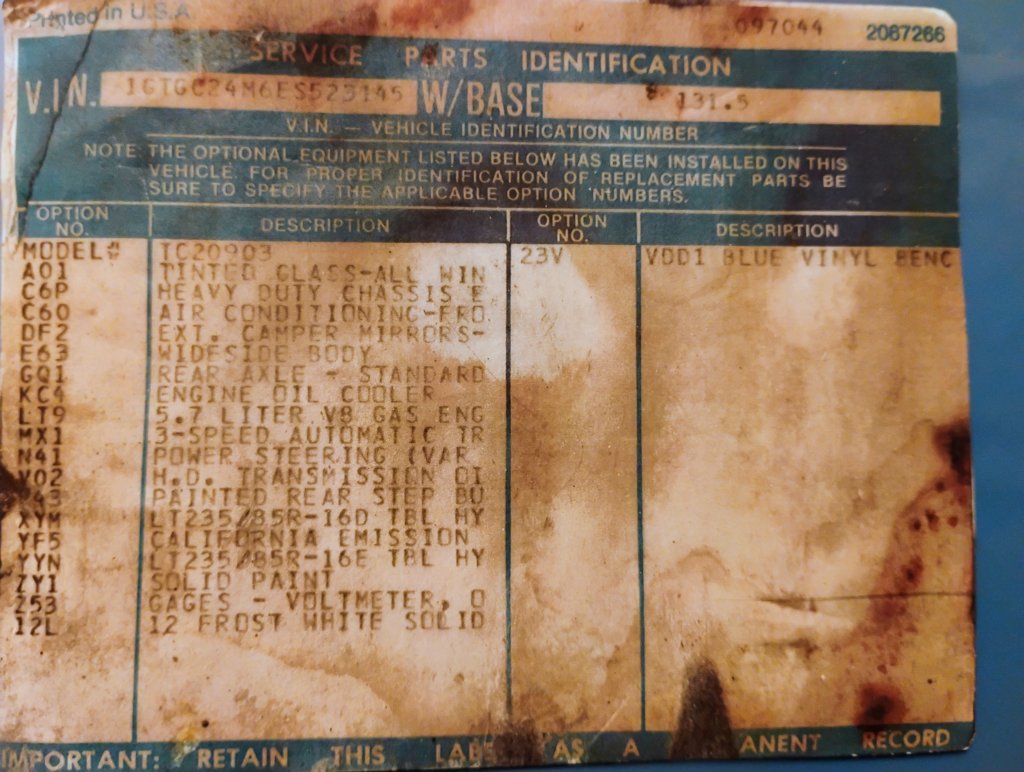 Printed in U.S.A
097044 2087266
SERVICE PARTS IDENTIFICATION
V.I.N. 1GTGC24M6ES523145 W/BASE 131.5
V.I.N. — VEHICLE IDENTIFICATION NUMBER
NOTE THE OPTIONAL EQUIPMENT LISTED BELOW HAS BEEN INSTALLED ON THIS
VEHICLE. FOR PROPER IDENTIFICATION OF REPLACEMENT PARTS BE
SURE TO SPECIFY THE APPLICABLE OPTION NUMBERS.
OPTION NO. DESCRIPTION OPTION NO. DESCRIPTION
MODEL# TC20903 23V VDD1 BLUE VINYL BENC
A01 TINTED GLASS-ALL WIN
C6P HEAVY DUTY CHASSIS E
C60 AIR CONDITIONING-FRO
DF2 EXT. CAMPER MIRRORS-
E63 WIDESIDE BODY
GQ1 REAR AXLE - STANDARD
KC4 ENGINE OIL COOLER
LT9 5.7 LITER V8 GAS ENG
MX1 3-SPEED AUTOMATIC TR
N41 POWER STEERING (VAR
V02 H.D. TRANSMISSION OI
V43 PAINTED REAR STEP BU
XYM LT235/85R-16D TBL HY
YF5 CALIFORNIA EMISSION
YYN LT235/85R-16E TBL HY
ZY1 SOLID PAINT
Z53 GAGES - VOLTMETER, O
12L 12 FROST WHITE SOLID
IMPORTANT: RETAIN THIS LABE AS A ANENT RECORD